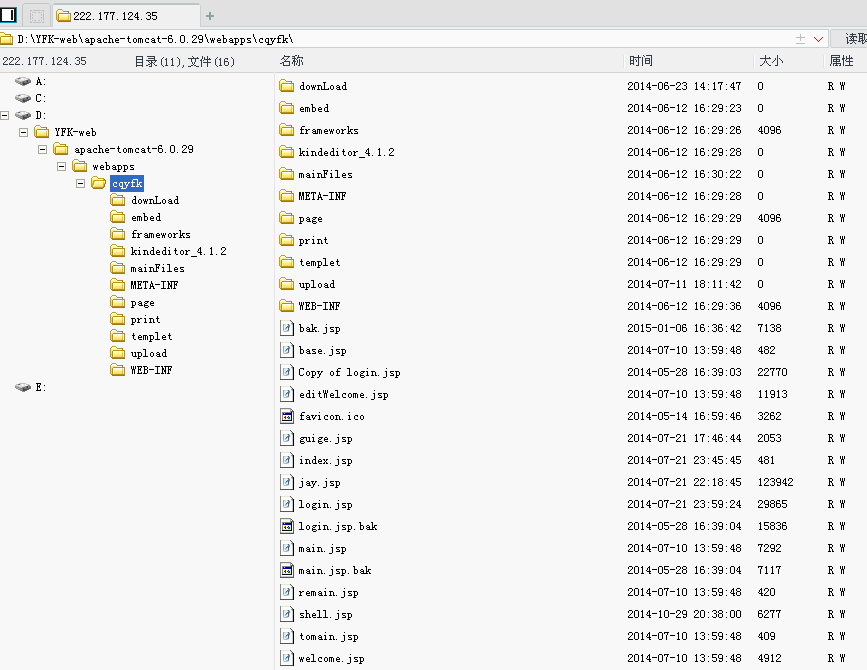 222.177.124.35
D:\YFK-web\apache-tomcat-6.0.29\webapps\cqyfk\ 读取
222.177.124.35 目录(11),文件(16) 名称 时间 大小 属性
A:
C:
D:
YFK-web
apache-tomcat-6.0.29
webapps
cqyfk
downLoad
embed
frameworks
kindeditor_4.1.2
mainFiles
META-INF
page
print
templet
upload
WEB-INF
E:
downLoad 2014-06-23 14:17:47 0 R W
embed 2014-06-12 16:29:23 0 R W
frameworks 2014-06-12 16:29:26 4096 R W
kindeditor_4.1.2 2014-06-12 16:29:28 0 R W
mainFiles 2014-06-12 16:30:22 0 R W
META-INF 2014-06-12 16:29:28 0 R W
page 2014-06-12 16:29:29 4096 R W
print 2014-06-12 16:29:29 0 R W
templet 2014-06-12 16:29:29 0 R W
upload 2014-07-11 18:11:42 0 R W
WEB-INF 2014-06-12 16:29:36 4096 R W
bak.jsp 2015-01-06 16:36:42 7138 R W
base.jsp 2014-07-10 13:59:48 482 R W
Copy of login.jsp 2014-05-28 16:39:03 22770 R W
editWelcome.jsp 2014-07-10 13:59:48 11913 R W
favicon.ico 2014-05-14 16:59:46 3262 R W
guige.jsp 2014-07-21 17:46:44 2053 R W
index.jsp 2014-07-21 23:45:45 481 R W
jay.jsp 2014-07-21 22:18:45 123942 R W
login.jsp 2014-07-21 23:59:24 29865 R W
login.jsp.bak 2014-05-28 16:39:04 15836 R W
main.jsp 2014-07-10 13:59:48 7292 R W
main.jsp.bak 2014-05-28 16:39:04 7117 R W
remain.jsp 2014-07-10 13:59:48 420 R W
shell.jsp 2014-10-29 20:38:00 6277 R W
tomain.jsp 2014-07-10 13:59:48 409 R W
welcome.jsp 2014-07-10 13:59:48 4912 R W